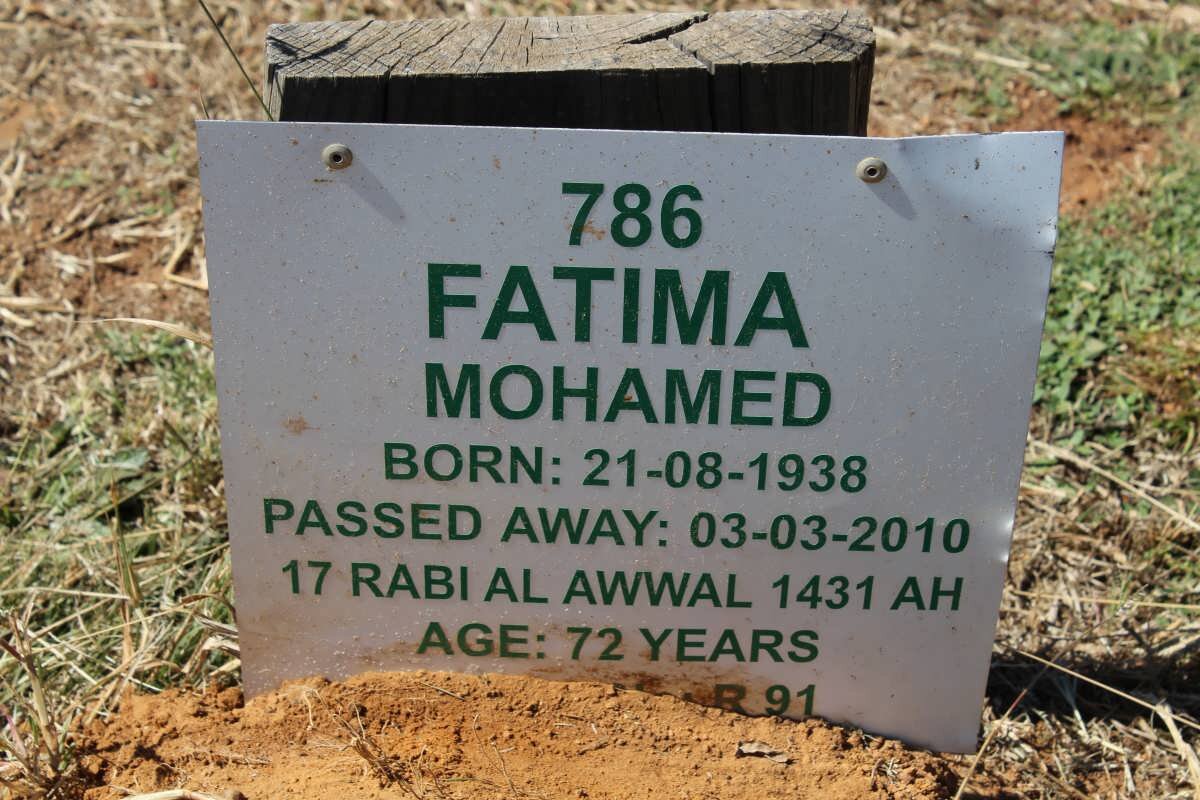 786
FATIMA
MOHAMED
BORN: 21-08-1938
PASSED AWAY: 03-03-2010
17 RABI AL AWWAL 1431 AH
AGE: 72 YEARS
R 91